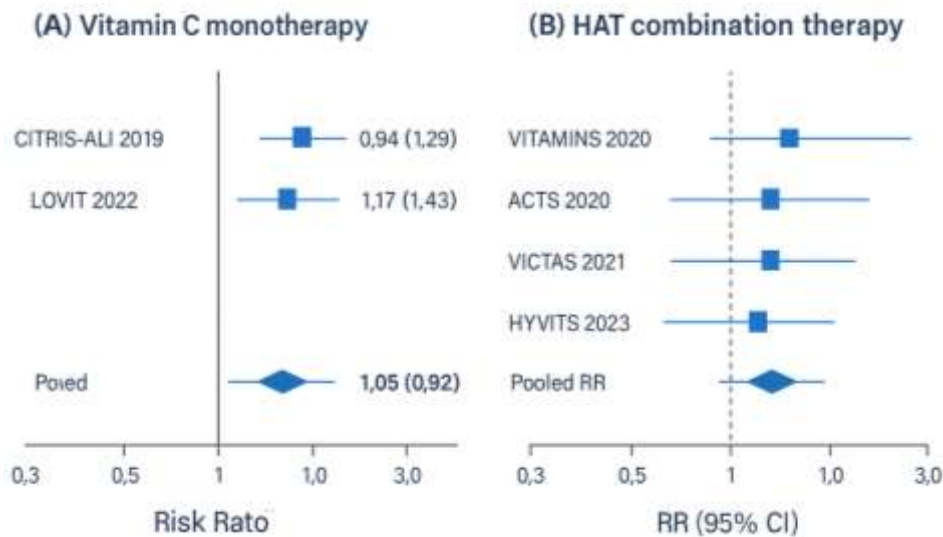 (A) Vitamin C monotherapy
CITRIS-ALI 2019 0,94 (1,29)
LOVIT 2022 1,17 (1,43)
Poled 1,05 (0,92)
0,3 0,5 1 1,0 3,0
Risk Rato
(B) HAT combination therapy
VITAMINS 2020
ACTS 2020
VICTAS 2021
HYVITS 2023
Pooled RR
0,3 0,5 1 1,0 3,0
RR (95% CI)